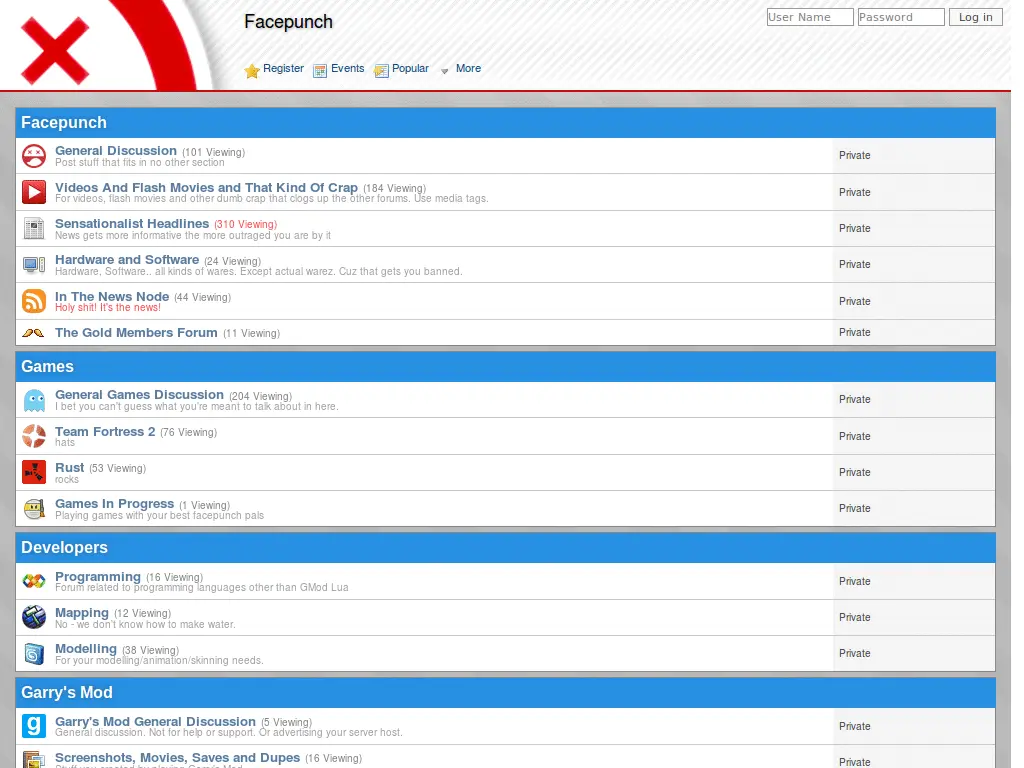 Facepunch
User Name Password Log in
Register Events Popular More
Facepunch
General Discussion (101 Viewing)
Post stuff that fits in no other section
Private
Videos And Flash Movies and That Kind Of Crap (184 Viewing)
For videos, flash movies and other dumb crap that clogs up the other forums. Use media tags.
Private
Sensationalist Headlines (310 Viewing)
News gets more informative the more outraged you are by it
Private
Hardware and Software (24 Viewing)
Hardware, Software.. all kinds of wares. Except actual warez. Cuz that gets you banned.
Private
In The News Node (44 Viewing)
Holy shit! It's the news!
Private
The Gold Members Forum (11 Viewing)
Private
Games
General Games Discussion (204 Viewing)
I bet you can't guess what you're meant to talk about in here.
Private
Team Fortress 2 (76 Viewing)
hats
Private
Rust (53 Viewing)
rocks
Private
Games In Progress (1 Viewing)
Playing games with your best facepunch pals
Private
Developers
Programming (16 Viewing)
Forum related to programming languages other than GMod Lua
Private
Mapping (12 Viewing)
No - we don't know how to make water.
Private
Modelling (38 Viewing)
For your modelling/animation/skinning needs.
Private
Garry's Mod
g
Garry's Mod General Discussion (5 Viewing)
General discussion. Not for help or support. Or advertising your server host.
Private
Screenshots, Movies, Saves and Dupes (16 Viewing)
Stuff you created by playing Garry's Mod
Private